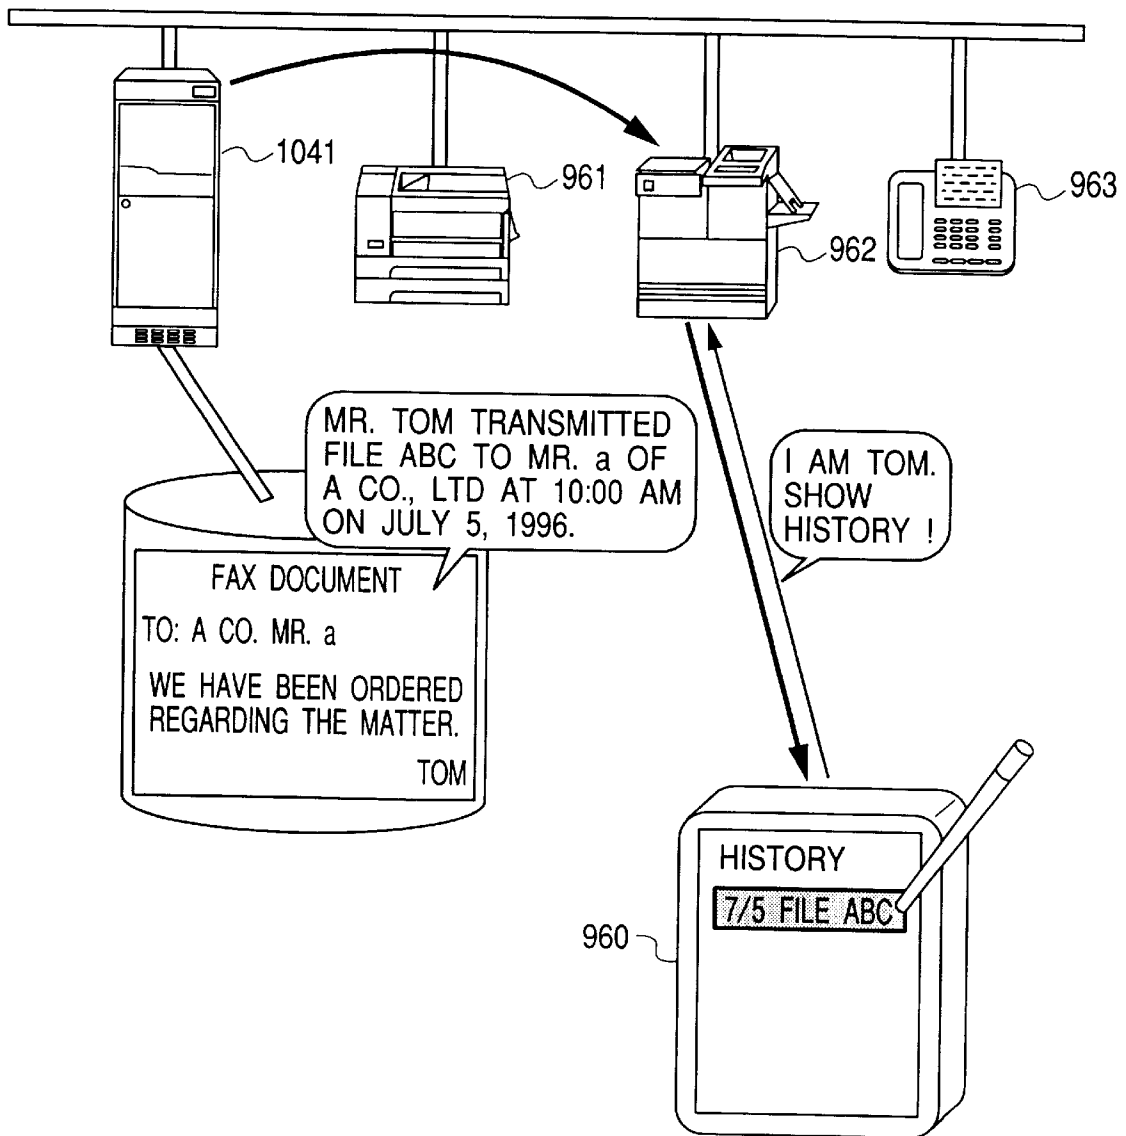 1041
961
962
963
MR. TOM TRANSMITTED
FILE ABC TO MR. a OF
A CO., LTD AT 10:00 AM
ON JULY 5, 1996.
I AM TOM.
SHOW
HISTORY !
FAX DOCUMENT
TO: A CO. MR. a
WE HAVE BEEN ORDERED
REGARDING THE MATTER.
TOM
HISTORY
7/5 FILE ABC
960